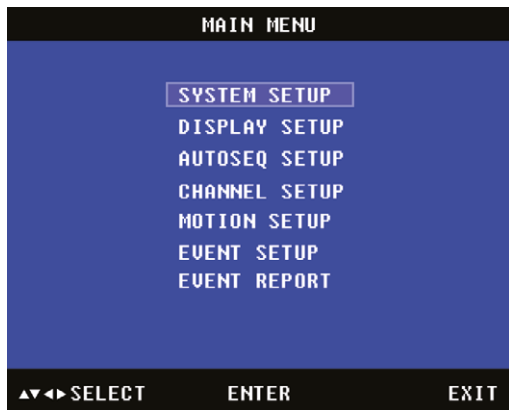 MAIN MENU
SYSTEM SETUP
DISPLAY SETUP
AUTOSEQ SETUP
CHANNEL SETUP
MOTION SETUP
EVENT SETUP
EVENT REPORT
▲▼◀▶SELECT ENTER EXIT